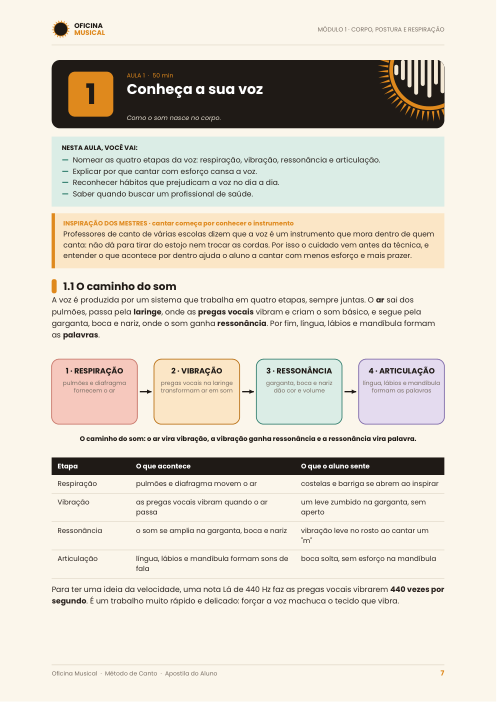 OFICINA
MUSICAL
MÓDULO 1 · CORPO, POSTURA E RESPIRAÇÃO
1
AULA 1 · 50 min
Conheça a sua voz
Como o som nasce no corpo.
NESTA AULA, VOCÊ VAI:
— Nomear as quatro etapas da voz: respiração, vibração, ressonância e articulação.
— Explicar por que cantar com esforço cansa a voz.
— Reconhecer hábitos que prejudicam a voz no dia a dia.
— Saber quando buscar um profissional de saúde.
INSPIRAÇÃO DOS MESTRES · cantar começa por conhecer o instrumento
Professores de canto de várias escolas dizem que a voz é um instrumento que mora dentro de quem
canta: não dá para tirar do estojo nem trocar as cordas. Por isso o cuidado vem antes da técnica, e
entender o que acontece por dentro ajuda o aluno a cantar com menos esforço e mais prazer.
1.1 O caminho do som
A voz é produzida por um sistema que trabalha em quatro etapas, sempre juntas. O ar sai dos
pulmões, passa pela laringe, onde as pregas vocais vibram e criam o som básico, e segue pela
garganta, boca e nariz, onde o som ganha ressonância. Por fim, língua, lábios e mandíbula formam
as palavras.
1 · RESPIRAÇÃO
pulmões e diafragma
fornecem o ar
2 · VIBRAÇÃO
pregas vocais na laringe
transformam ar em som
3 · RESSONÂNCIA
garganta, boca e nariz
dão cor e volume
4 · ARTICULAÇÃO
língua, lábios e mandíbula
formam as palavras
O caminho do som: o ar vira vibração, a vibração ganha ressonância e a ressonância vira palavra.
Etapa O que acontece O que o aluno sente
Respiração pulmões e diafragma movem o ar costelas e barriga se abrem ao inspirar
Vibração as pregas vocais vibram quando o ar um leve zumbido na garganta, sem
passa aperto
Ressonância o som se amplia na garganta, boca e nariz vibração leve no rosto ao cantar um
"m"
Articulação língua, lábios e mandíbula formam sons de boca solta, sem esforço na mandíbula
fala
Para ter uma ideia da velocidade, uma nota Lá de 440 Hz faz as pregas vocais vibrarem 440 vezes por
segundo. É um trabalho muito rápido e delicado: forçar a voz machuca o tecido que vibra.
Oficina Musical · Método de Canto · Apostila do Aluno
7